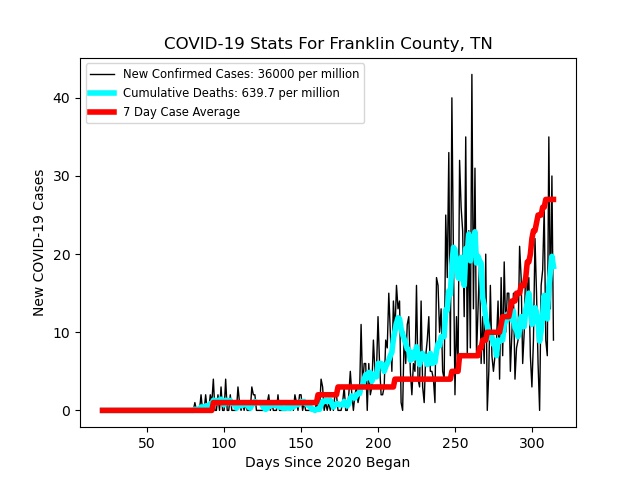 COVID-19 Stats For Franklin County, TN
New Confirmed Cases: 36000 per million
Cumulative Deaths: 639.7 per million
7 Day Case Average
New COVID-19 Cases
40
30
20
10
0
50 100 150 200 250 300
Days Since 2020 Began